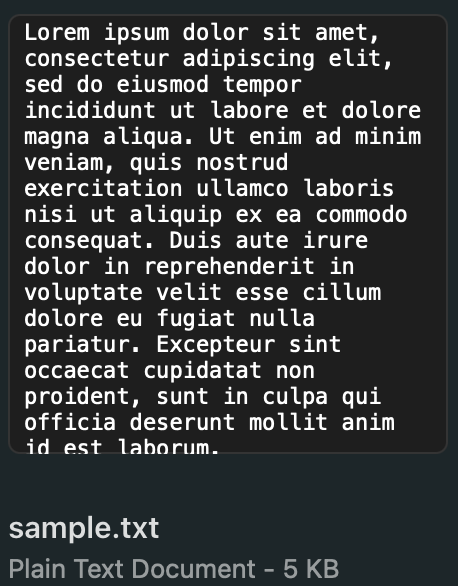 Lorem ipsum dolor sit amet,
consectetur adipiscing elit,
sed do eiusmod tempor
incididunt ut labore et dolore
magna aliqua. Ut enim ad minim
veniam, quis nostrud
exercitation ullamco laboris
nisi ut aliquip ex ea commodo
consequat. Duis aute irure
dolor in reprehenderit in
voluptate velit esse cillum
dolore eu fugiat nulla
pariatur. Excepteur sint
occaecat cupidatat non
proident, sunt in culpa qui
officia deserunt mollit anim
id est laborum.
sample.txt
Plain Text Document - 5 KB